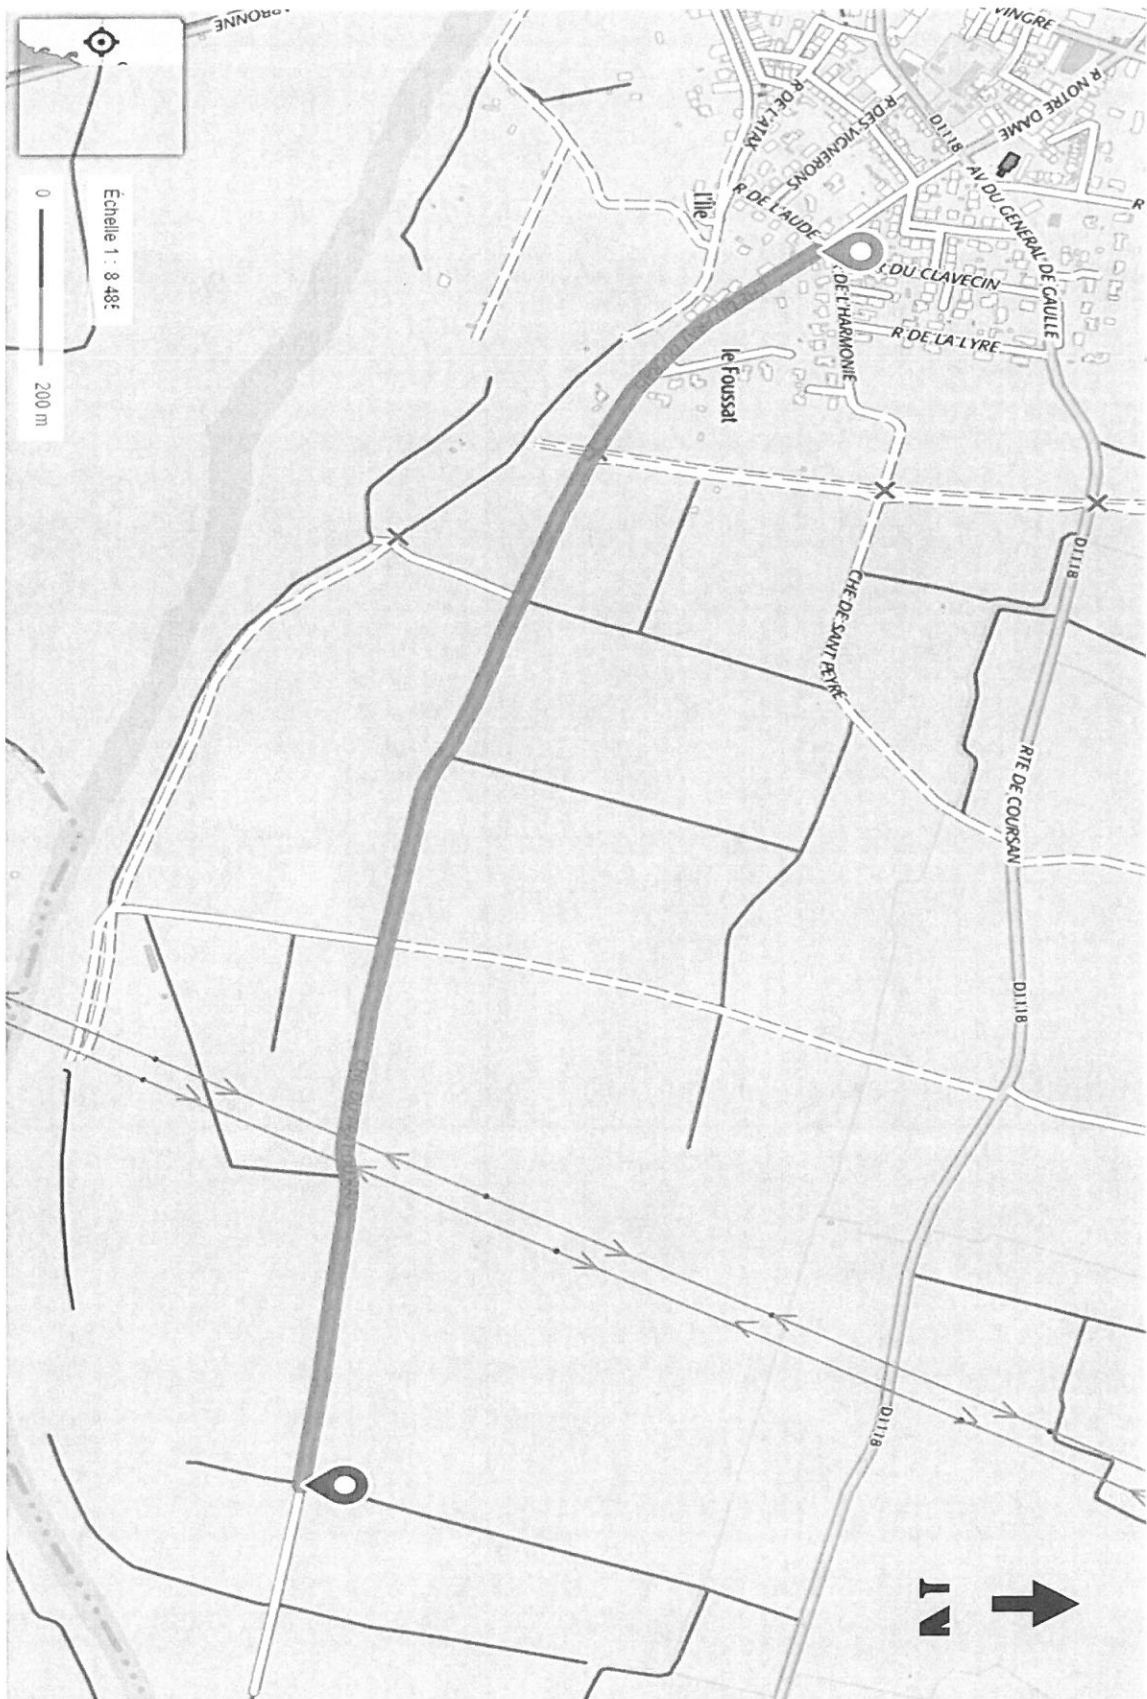 R NOTRE DAME
D1118
AV DU GENERAL DE GAULLE
R DES VIGNERONS
R DE L'ATAX
R DE L'AUDE
l'Île
DU CLAVECIN
DE L'HARMONIE
R DE LA LYRE
le Foussat
D1118
CHE DE SANT PEYRE
RTE DE COURSAN
D1118
D1118
Échelle 1 : 8 485
0 200 m